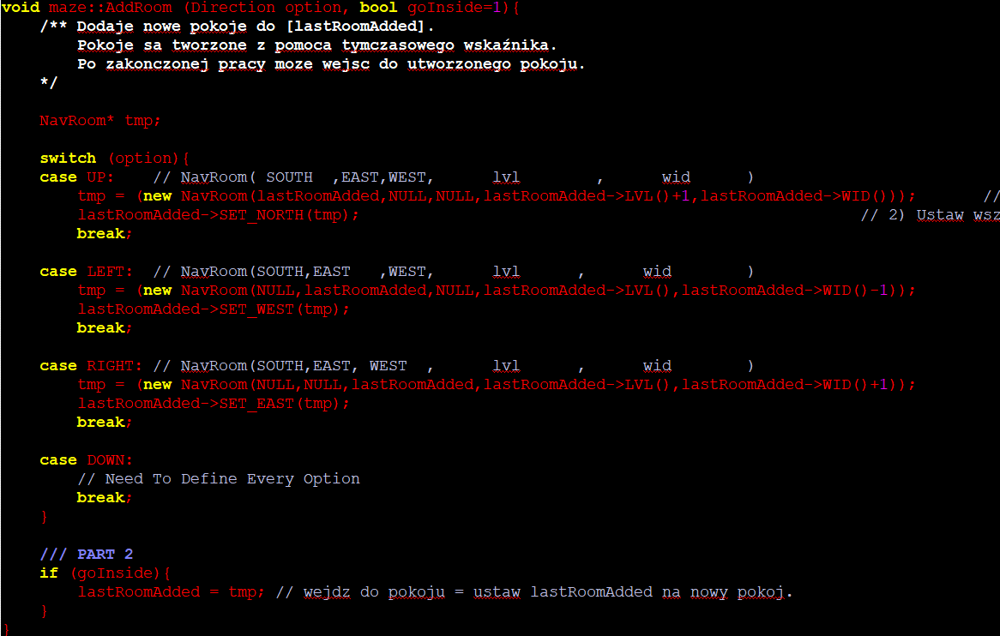 void maze::AddRoom (Direction option, bool goInside=1){
/** Dodaje nowe pokoje do [lastRoomAdded].
Pokoje sa tworzone z pomoca tymczasowego wskaźnika.
Po zakonczonej pracy moze wejsc do utworzonego pokoju.
*/
NavRoom* tmp;
switch (option){
case UP: // NavRoom( SOUTH ,EAST,WEST, lvl , wid )
tmp = (new NavRoom(lastRoomAdded,NULL,NULL,lastRoomAdded->LVL()+1,lastRoomAdded->WID())); //
lastRoomAdded->SET_NORTH(tmp); // 2) Ustaw wsz
break;
case LEFT: // NavRoom(SOUTH,EAST ,WEST, lvl , wid )
tmp = (new NavRoom(NULL,lastRoomAdded,NULL,lastRoomAdded->LVL(),lastRoomAdded->WID()-1));
lastRoomAdded->SET_WEST(tmp);
break;
case RIGHT: // NavRoom(SOUTH,EAST, WEST , lvl , wid )
tmp = (new NavRoom(NULL,NULL,lastRoomAdded,lastRoomAdded->LVL(),lastRoomAdded->WID()+1));
lastRoomAdded->SET_EAST(tmp);
break;
case DOWN:
// Need To Define Every Option
break;
}
/// PART 2
if (goInside){
lastRoomAdded = tmp; // wejdz do pokoju = ustaw lastRoomAdded na nowy pokoj.
}
}